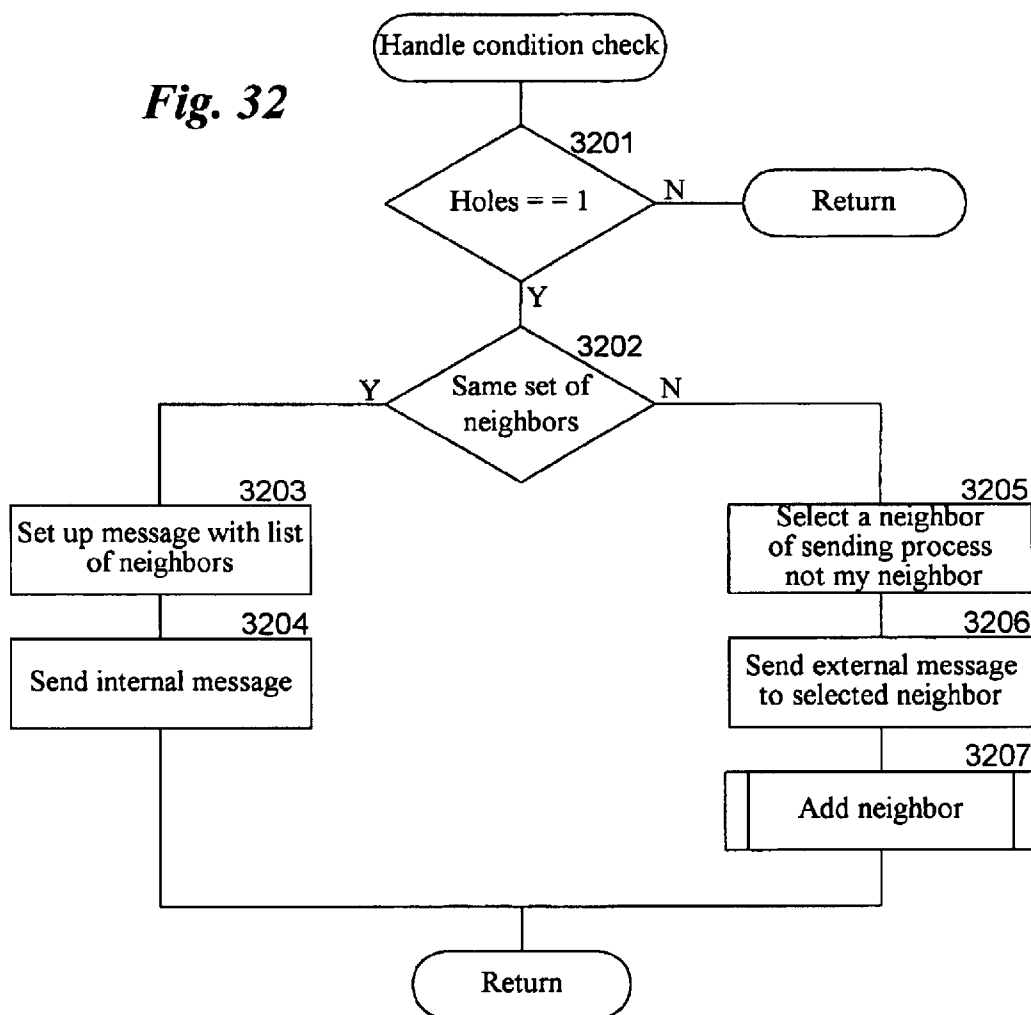 Handle condition check
Fig. 32
3201
Holes = = 1
N
Return
Y
3202
Same set of
neighbors
Y
N
3203
Set up message with list
of neighbors
3204
Send internal message
3205
Select a neighbor
of sending process
not my neighbor
3206
Send external message
to selected neighbor
3207
Add neighbor
Return